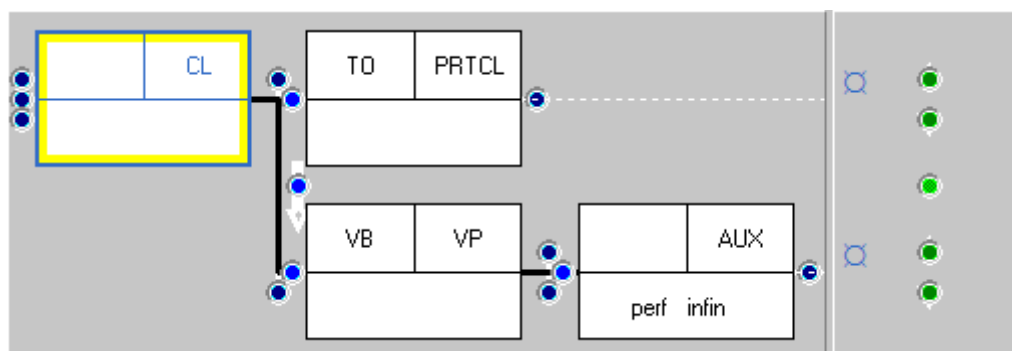 CL
TO PRTCL
VB VP
AUX
perf infin